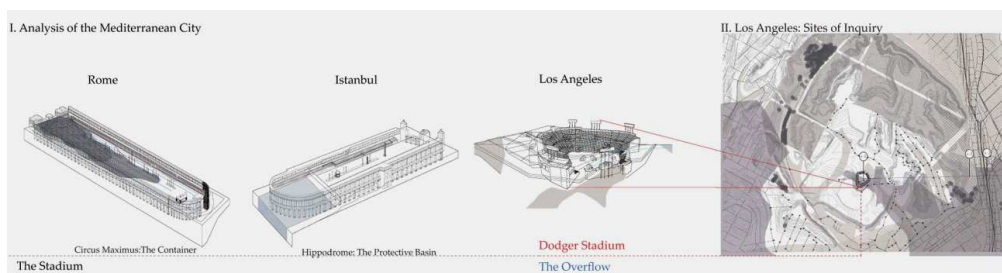 I. Analysis of the Mediterranean City
II. Los Angeles: Sites of Inquiry
Rome
Istanbul
Los Angeles
Circus Maximus:The Container
Hippodrome: The Protective Basin
Dodger Stadium
The Stadium
The Overflow